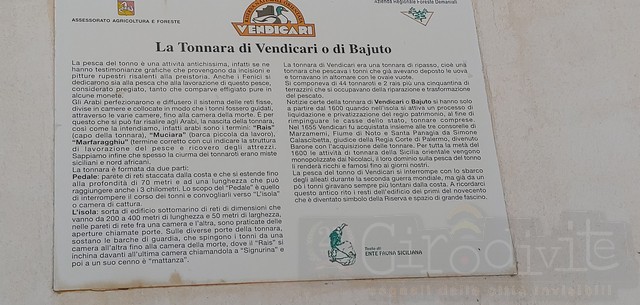 ASSESSORATO AGRICOLTURA E FORESTE
VENDICARI
Azienda Regionale Foreste Demaniali
La Tonnara di Vendicari o di Bajuto
La pesca del tonno è una attività antichissima, infatti se ne
hanno testimonianze grafiche che provengono da incisioni e
pitture rupestri risalenti alla preistoria. Anche i Fenici si
dedicarono sia alla pesca che alla lavorazione di questo pesce,
considerato pregiato, tanto che comparve effigiato pure in
alcune monete.
Gli Arabi perfezionarono e diffusero il sistema delle reti fisse,
divise in camere e collocate in modo che i tonni fossero guidati,
attraverso le varie camere, fino alla camera della morte. E per
questo che si può far risalire agli Arabi, la nascita della tonnara,
così come la intendiamo, infatti arabi sono i termini: "Rais"
(capo della tonnara), "Muciara" (barca piccola da lavoro),
"Marfaragghiu" (termine corretto con cui indicare la struttura
di lavorazione del pesce e ricovero degli attrezzi).
Sappiamo infine che spesso la ciurma dei tonnaroti erano miste
siciliani e nord africani.
La tonnara è formata da due parti:
Pedale: parete di reti staccata dalla costa e che si estende fino
alla profondità di 70 metri e ad una lunghezza che può
raggiungere anche i 3 chilometri. Lo scopo del "Pedale" è quello
di interrompere il corso dei tonni e convogliarli verso "L'isola"
o camera di cattura.
L'isola: sorta di edificio sottomarino di reti di dimensioni che
vanno da 200 a 400 metri di lunghezza e 50 metri di larghezza,
nelle pareti di rete fra una camera e l'altra, sono praticate delle
aperture chiamate porte. Sulle diverse porte della tonnara,
sostano le barche di guardia, che spingono i tonni da una
camera all'altra fino alla camera della morte, dove il "Rais" si
inchina davanti all'ultima camera chiamandola a "Signurina" e
poi a un suo cenno è "mattanza".
La tonnara di Vendicari era una tonnara di ripasso, cioè una
tonnara che pescava i tonni che già avevano deposto le uova
e tornavano in alto mare con le ovaie vuote.
Si componeva di 44 tonnaroti e 2 rais più una cinquantina di
terrazzini che si occupavano della riparazione e trasformazione
del pescato.
Notizie certe della tonnara di Vendicari o Bajuto si hanno solo
a partire dal 1600 quando nell'isola si attiva un processo di
liquidazione e privatizzazione del regio patrimonio, al fine di
rimpinguare le casse dello stato, tonnare comprese.
Nel 1655 Vendicari fu acquistata insieme alle tre consorelle di
Marzamemi, Fiume di Noto e Santa Panagia da Simone
Calascibetta, giudice della Regia Corte di Palermo, divenuto
Barone con l'acquisizione delle tonnare. Per tutta la metà del
1600 le attività di tonnara della Sicilia orientale vengono
monopolizzate dai Nicolaci, il loro dominio sulla pesca del tonno
li renderà ricchi e famosi fino ai giorni nostri.
La pesca del tonno di Vendicari si interrompe con lo sbarco
degli alleati durante la seconda guerra mondiale, ma già da un
pò i tonni giravano sempre più lontani dalla costa. A ricordarci
questo antico rito i resti dell'edificio dei primi del novecento
che è diventato simbolo della Riserva e spazio di grande fascino.
Testo di:
ENTE FAUNA SICILIANA
Girodivite
segnali dalle città invisibili